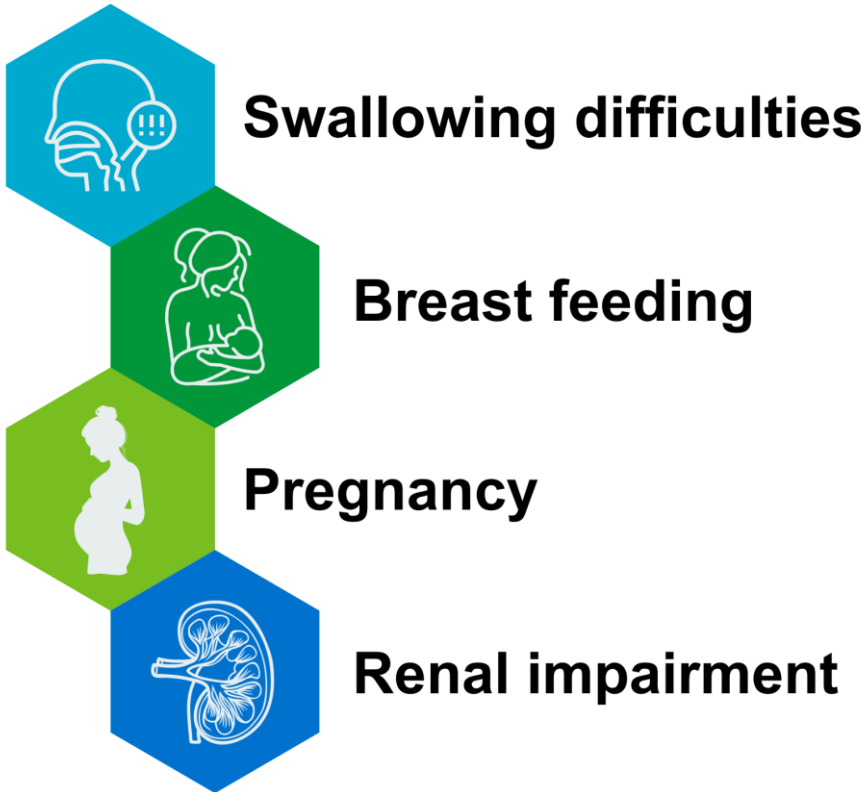 !!!
Swallowing difficulties
Breast feeding
Pregnancy
Renal impairment